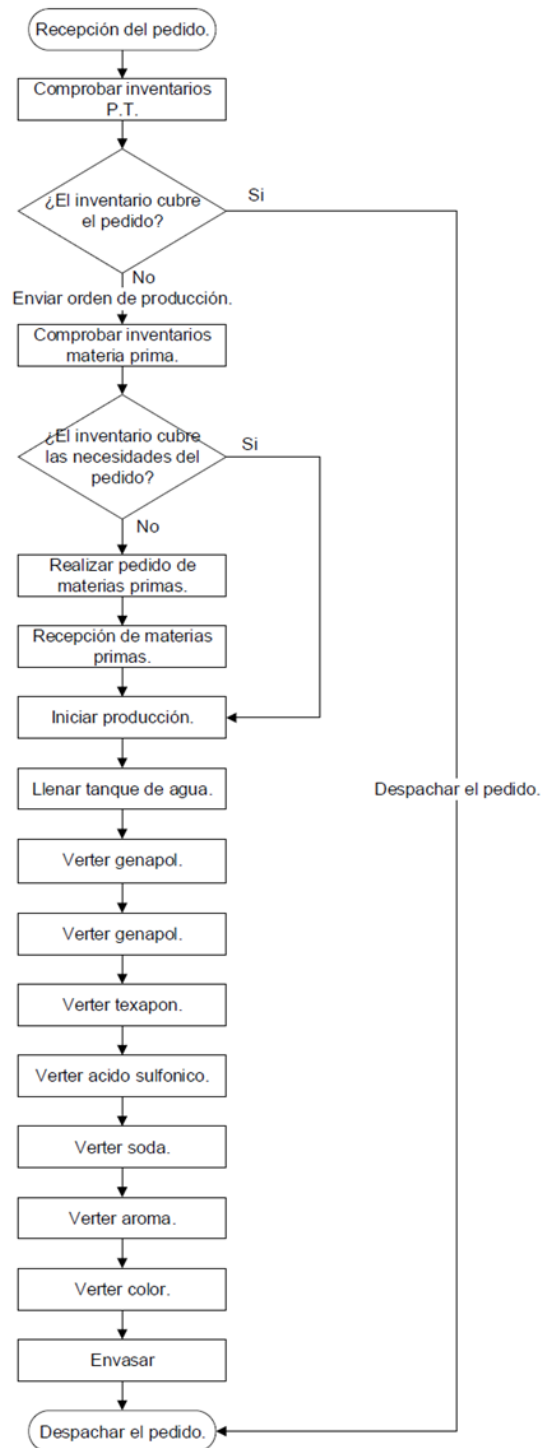 Recepción del pedido.
Comprobar inventarios
P.T.
¿El inventario cubre
el pedido?
Si
No
Enviar orden de producción.
Comprobar inventarios
materia prima.
¿El inventario cubre
las necesidades del
pedido?
Si
No
Realizar pedido de
materias primas.
Recepción de materias
primas.
Iniciar producción.
Llenar tanque de agua.
Despachar el pedido.
Verter genapol.
Verter genapol.
Verter texapon.
Verter acido sulfonico.
Verter soda.
Verter aroma.
Verter color.
Envasar
Despachar el pedido.